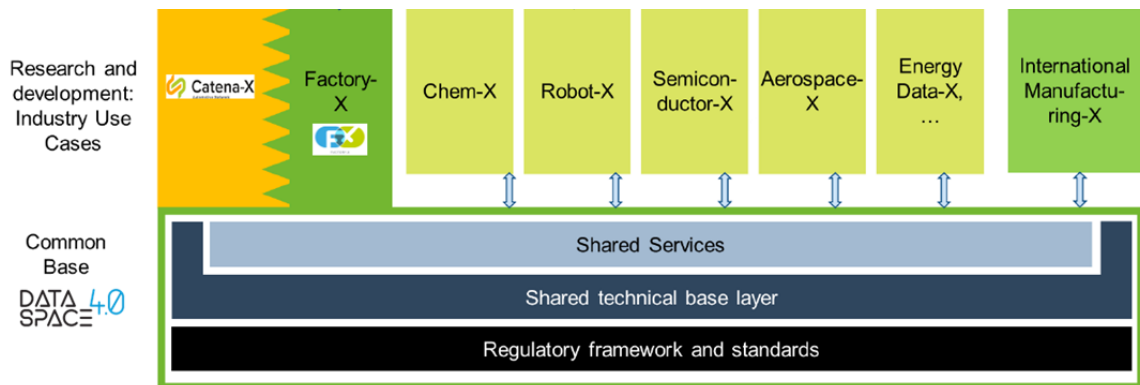 Research and
development:
Industry Use
Cases
Catena-X
Factory-
X
Chem-X
Robot-X
Semicon-
ductor-X
Aerospace-
X
Energy
Data-X,
...
International
Manufactu-
ring-X
Common
Base
DATA
SPACE 4.0
Shared Services
Shared technical base layer
Regulatory framework and standards